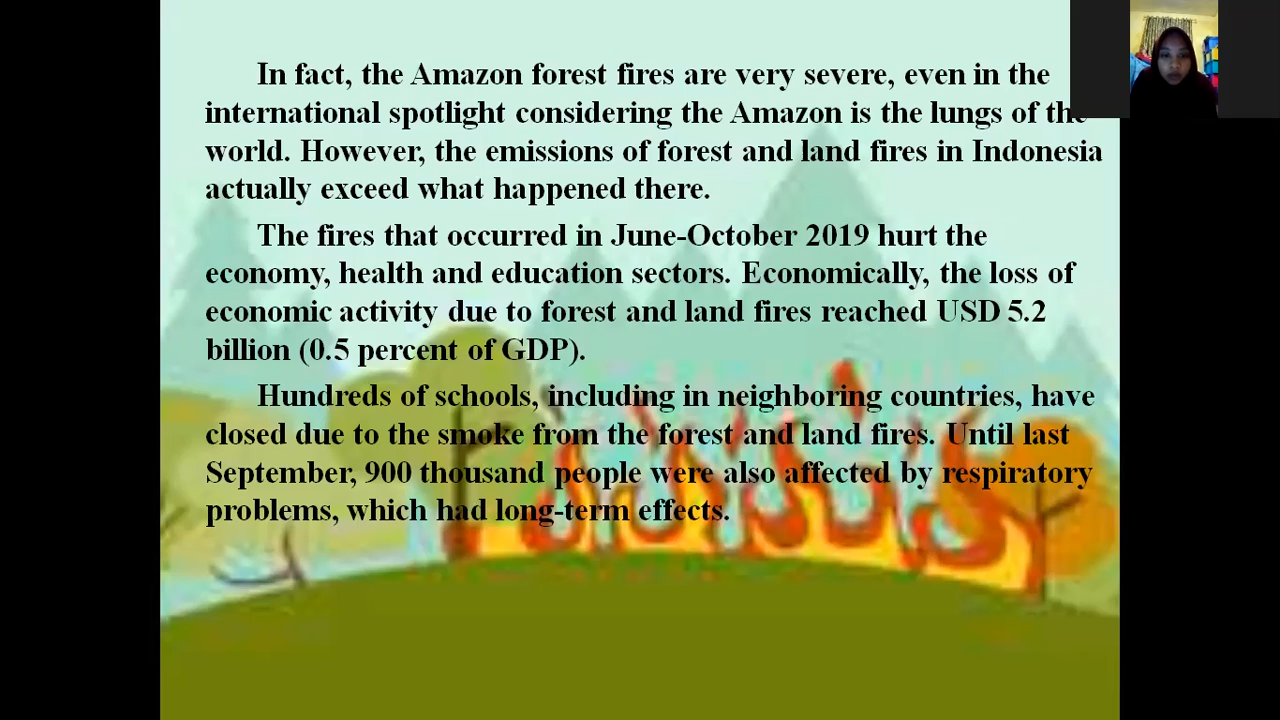 In fact, the Amazon forest fires are very severe, even in the
international spotlight considering the Amazon is the lungs of the
world. However, the emissions of forest and land fires in Indonesia
actually exceed what happened there.
The fires that occurred in June-October 2019 hurt the
economy, health and education sectors. Economically, the loss of
economic activity due to forest and land fires reached USD 5.2
billion (0.5 percent of GDP).
Hundreds of schools, including in neighboring countries, have
closed due to the smoke from the forest and land fires. Until last
September, 900 thousand people were also affected by respiratory
problems, which had long-term effects.